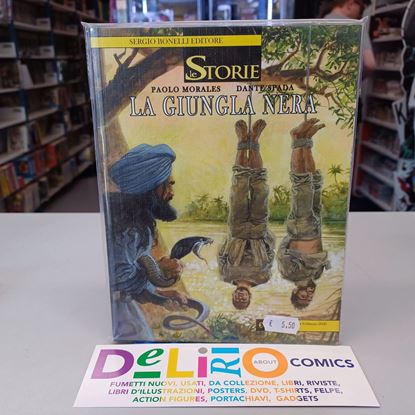 SERGIO BONELLI EDITORE
le STORIE
PAOLO MORALES DANTE SPADA
LA GIUNGLA NERA
€ 5,50
DeLiRiO ABOUT COMICS
FUMETTI NUOVI, USATI, DA COLLEZIONE, LIBRI, RIVISTE,
LIBRI D'ILLUSTRAZIONI, POSTERS, DVD, T-SHIRTS, FELPE,
ACTION FIGURES, PORTACHIAVI, GADGETS